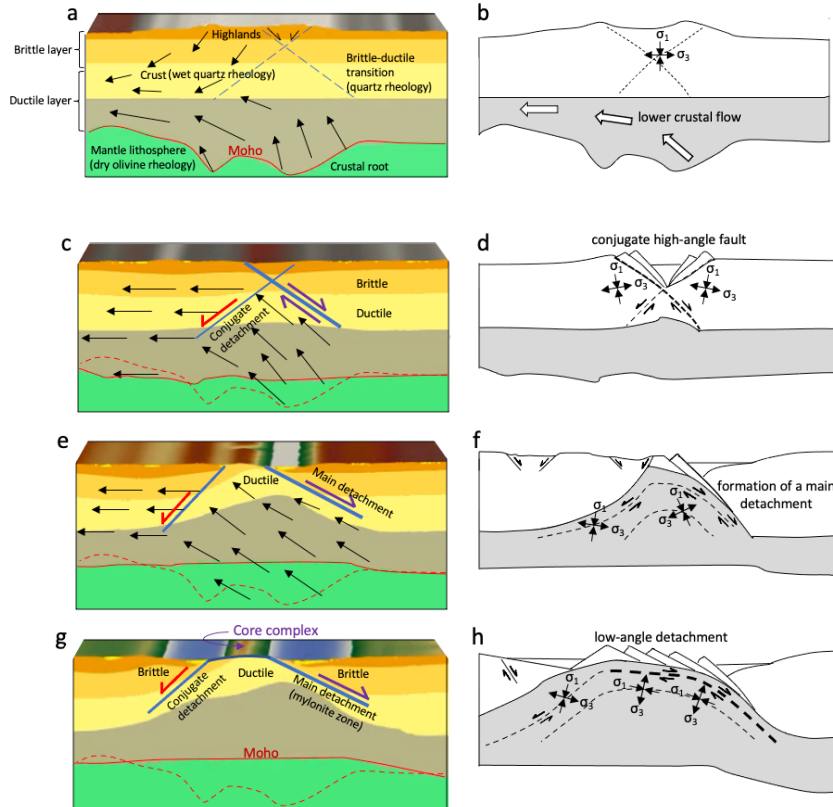 a
Brittle layer
Highlands
Crust (wet quartz rheology)
Brittle-ductile
transition
(quartz rheology)
Ductile layer
Mantle lithosphere
(dry olivine rheology)
Moho
Crustal root
b
σ1
σ3
lower crustal flow
c
Brittle
Ductile
Conjugate
detachment
d
conjugate high-angle fault
σ1
σ3
σ1
σ3
e
Ductile
Main detachment
f
formation of a main
detachment
σ1
σ3
σ1
σ3
g
Core complex
Brittle
Conjugate
detachment
Ductile
Brittle
Main detachment
(mylonite zone)
Moho
h
low-angle detachment
σ1
σ3
σ1
σ3
σ1
σ3